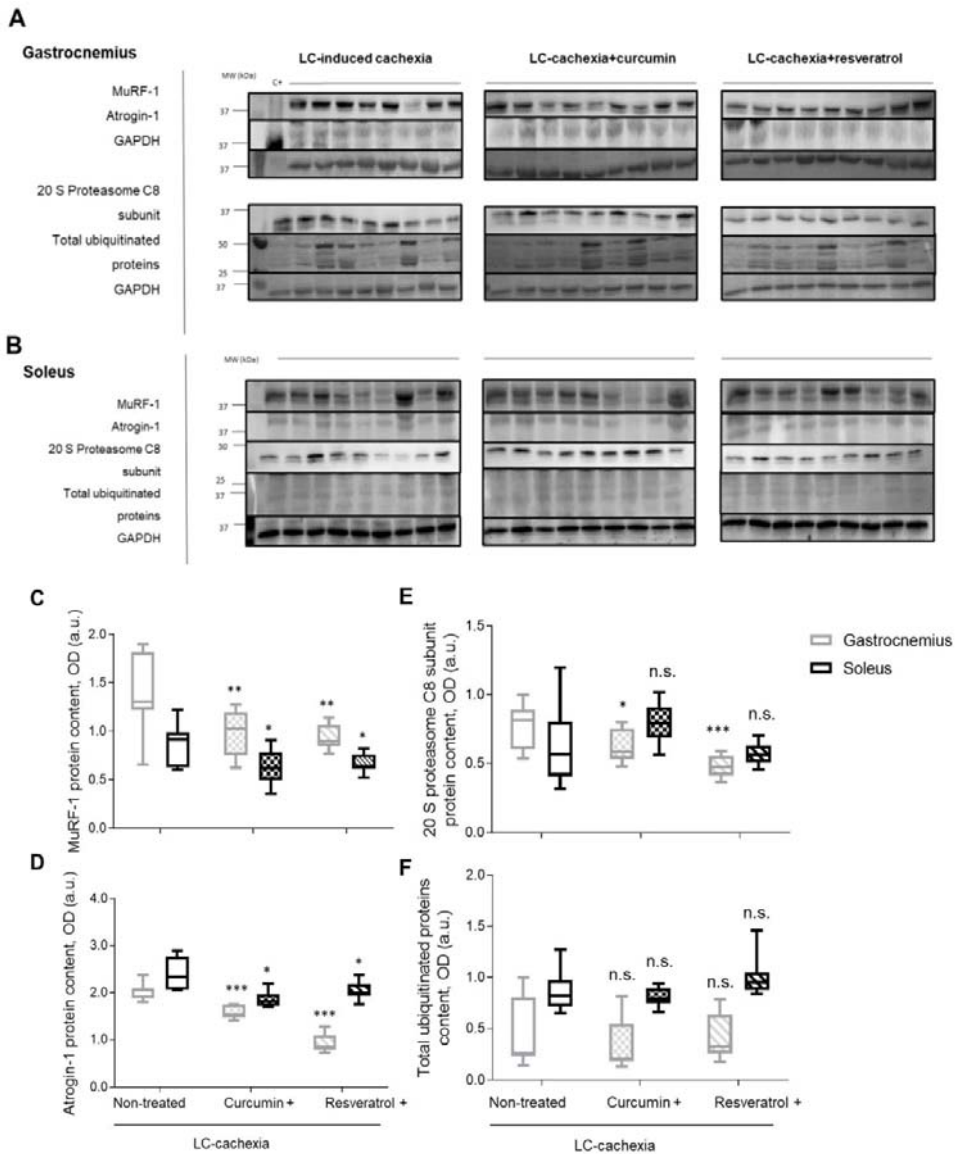 A
Gastrocnemius
LC-induced cachexia
LC-cachexia+curcumin
LC-cachexia+resveratrol
MW (kDa)
C+
MuRF-1
37
Atrogin-1
GAPDH
37
37
20 S Proteasome C8
subunit
37
Total ubiquitinated
50
proteins
25
GAPDH
37
B
Soleus
MW (kDa)
MuRF-1
37
Atrogin-1
37
20 S Proteasome C8
50
subunit
25
Total ubiquitinated
37
proteins
37
GAPDH
C
MuRF-1 protein content, OD (a.u.)
2.0
1.5
1.0
0.5
0.0
**
*
**
*
E
20 S proteasome C8 subunit
protein content, OD (a.u.)
1.5
1.0
0.5
0.0
*
n.s.
***
n.s.
Gastrocnemius
Soleus
D
Atrogin-1 protein content, OD (a.u.)
4.0
3.0
2.0
1.0
0.0
***
*
***
*
Non-treated Curcumin + Resveratrol +
LC-cachexia
F
Total ubiquitinated proteins
content, OD (a.u.)
2.0
1.5
1.0
0.5
0.0
n.s.
n.s.
n.s.
n.s.
Non-treated Curcumin + Resveratrol +
LC-cachexia